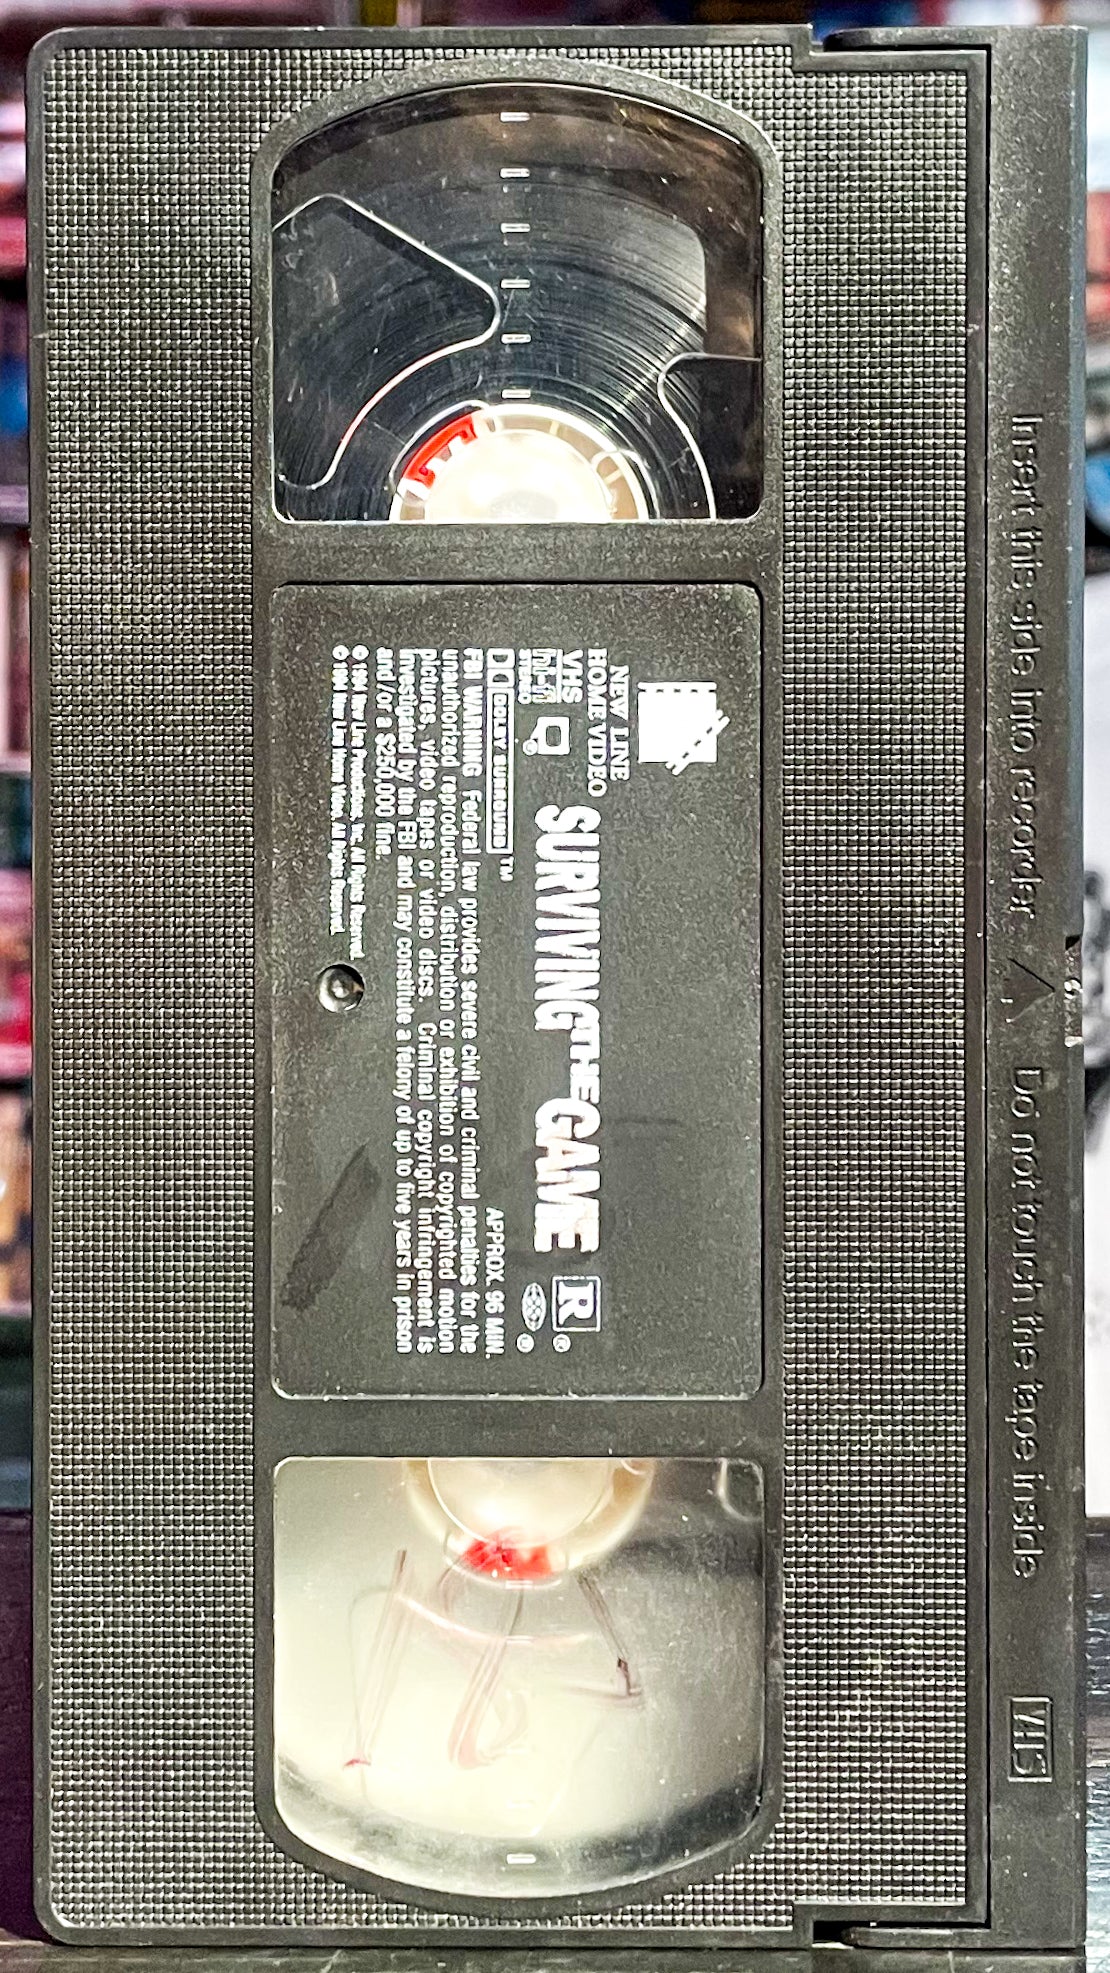 Insert this side into recorder △ Do not touch the tape inside VHS
NEW LINE
HOME VIDEO
VHS
hi-fi
STEREO
SURVIVING THE GAME
R
DOLBY SURROUND ™
APPROX. 96 MIN.
FBI WARNING Federal law provides severe civil and criminal penalties for the
unauthorized reproduction, distribution or exhibition of copyrighted motion
pictures, video tapes or video discs. Criminal copyright infringement is
investigated by the FBI and may constitute a felony of up to five years in prison
and /or a $250,000 fine.
© 1994 New Line Productions, Inc. All Rights Reserved.
© 1994 New Line Home Video. All Rights Reserved.